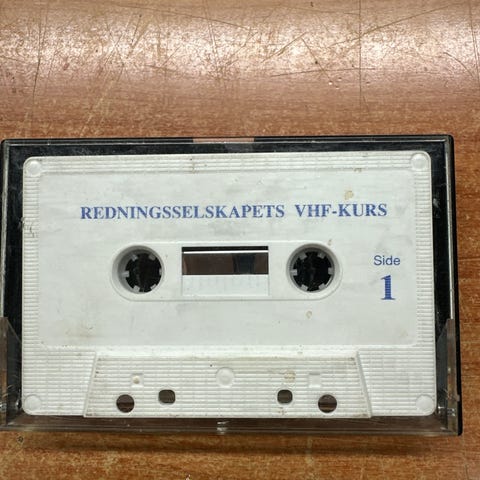 REDNINGSSELSKAPETS VHF-KURS
Side
1